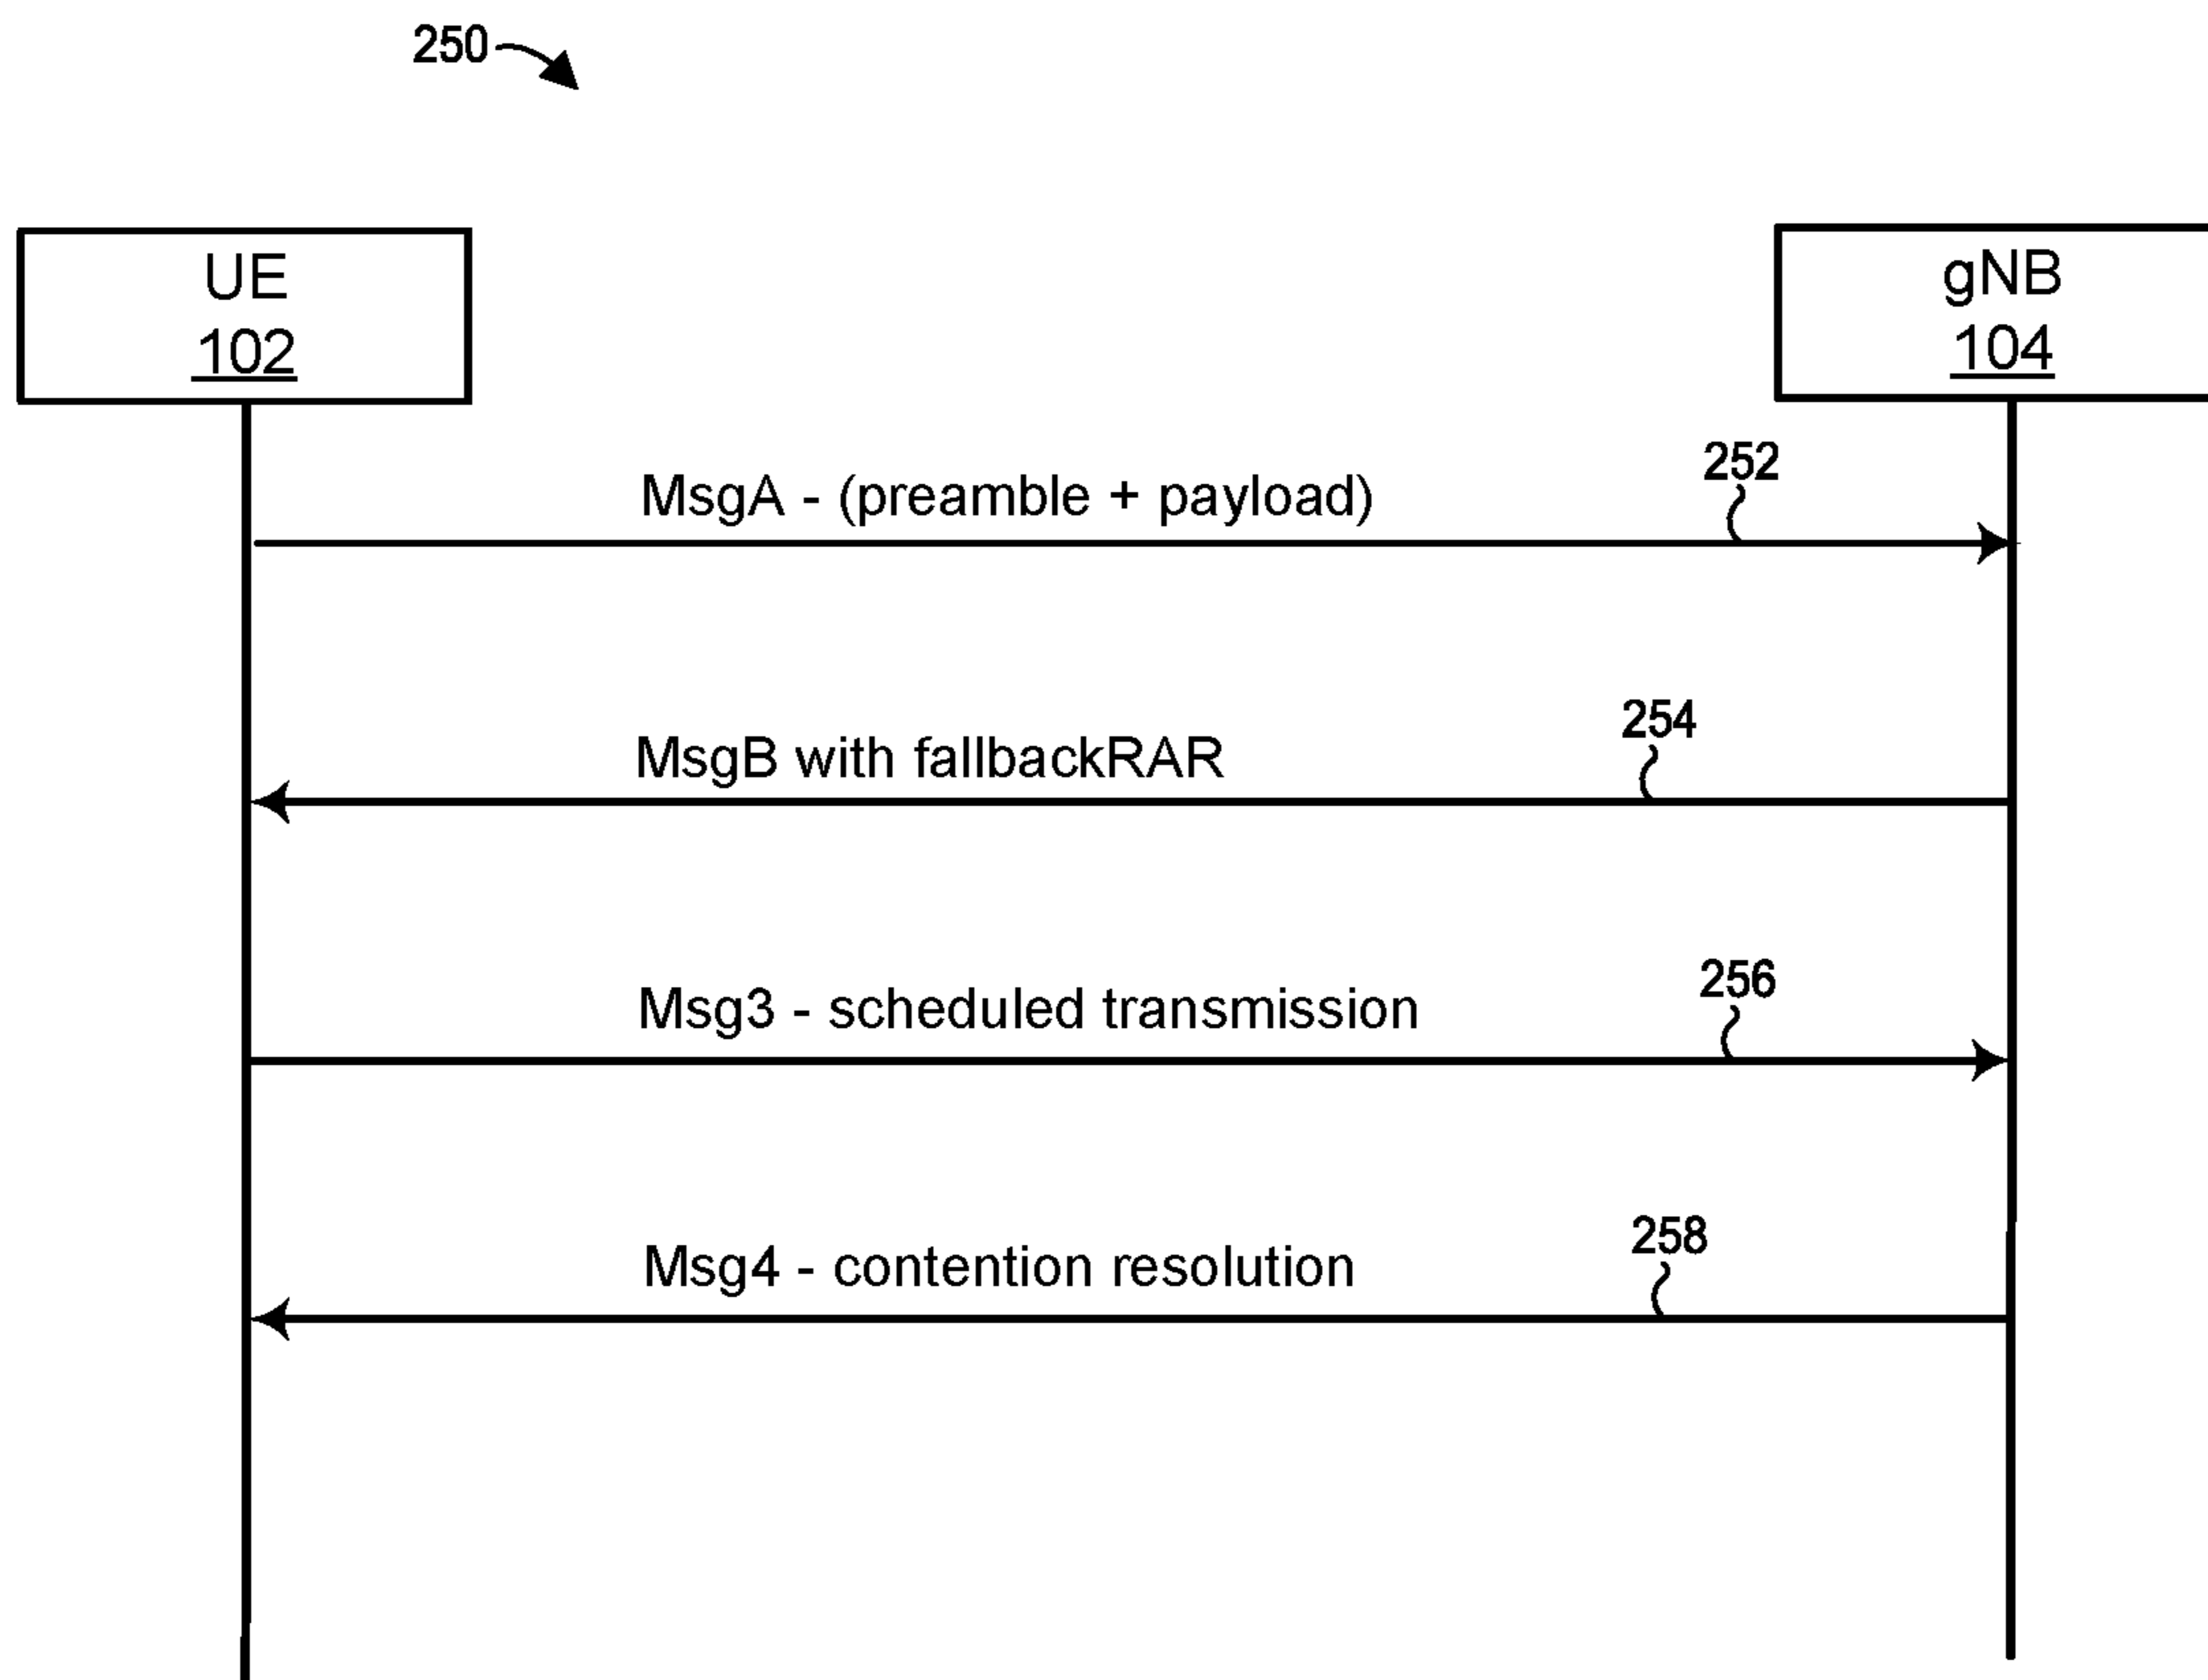 250
UE
102
gNB
104
252
MsgA - (preamble + payload)
254
MsgB with fallbackRAR
256
Msg3 - scheduled transmission
258
Msg4 - contention resolution